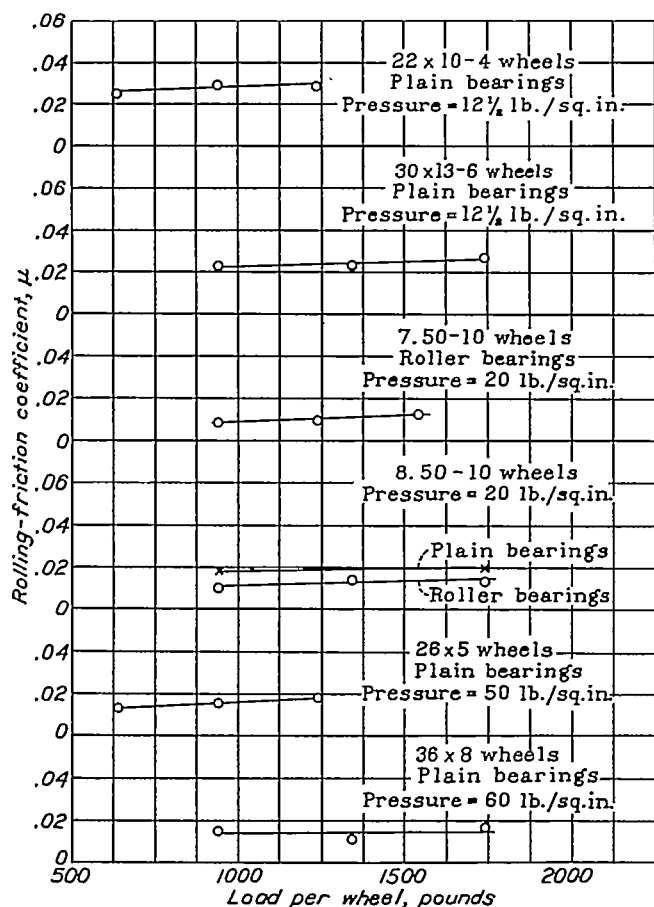 .06
.04
.02
0
22 x 10-4 wheels
Plain bearings
Pressure = 12½ lb./sq.in.
.06
.04
.02
0
30 x 13-6 wheels
Plain bearings
Pressure = 12½ lb./sq.in.
.04
.02
0
7.50-10 wheels
Roller bearings
Pressure = 20 lb./sq.in.
.06
.04
.02
0
8.50-10 wheels
Pressure = 20 lb./sq.in.
Plain bearings
Roller bearings
.04
.02
0
26 x 5 wheels
Plain bearings
Pressure = 50 lb./sq.in.
.04
.02
0
36 x 8 wheels
Plain bearings
Pressure = 60 lb./sq.in.
Rolling-friction coefficient, μ
500 1000 1500 2000
Load per wheel, pounds